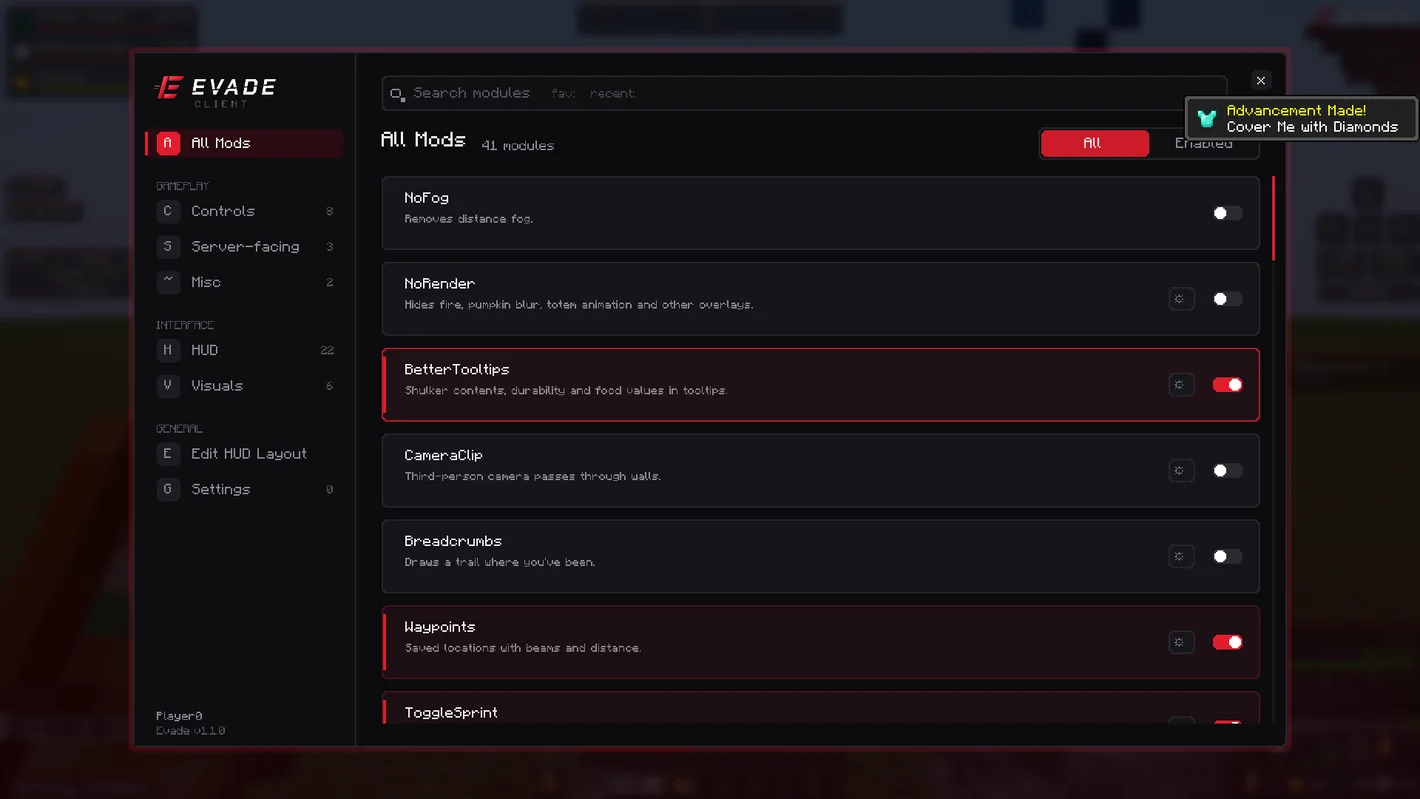 EVADE
CLIENT
Search modules fav: recent:
×
Advancement Made!
Cover Me with Diamonds
A All Mods
All Mods 41 modules
All Enabled
GAMEPLAY
C Controls 8
S Server-facing 3
~ Misc 2
INTERFACE
H HUD 22
V Visuals 6
GENERAL
E Edit HUD Layout
G Settings 0
NoFog
Removes distance fog.
NoRender
Hides fire, pumpkin blur, totem animation and other overlays.
BetterTooltips
Shulker contents, durability and food values in tooltips.
CameraClip
Third-person camera passes through walls.
Breadcrumbs
Draws a trail where you've been.
Waypoints
Saved locations with beams and distance.
ToggleSprint
Player0
Evade v1.1.0